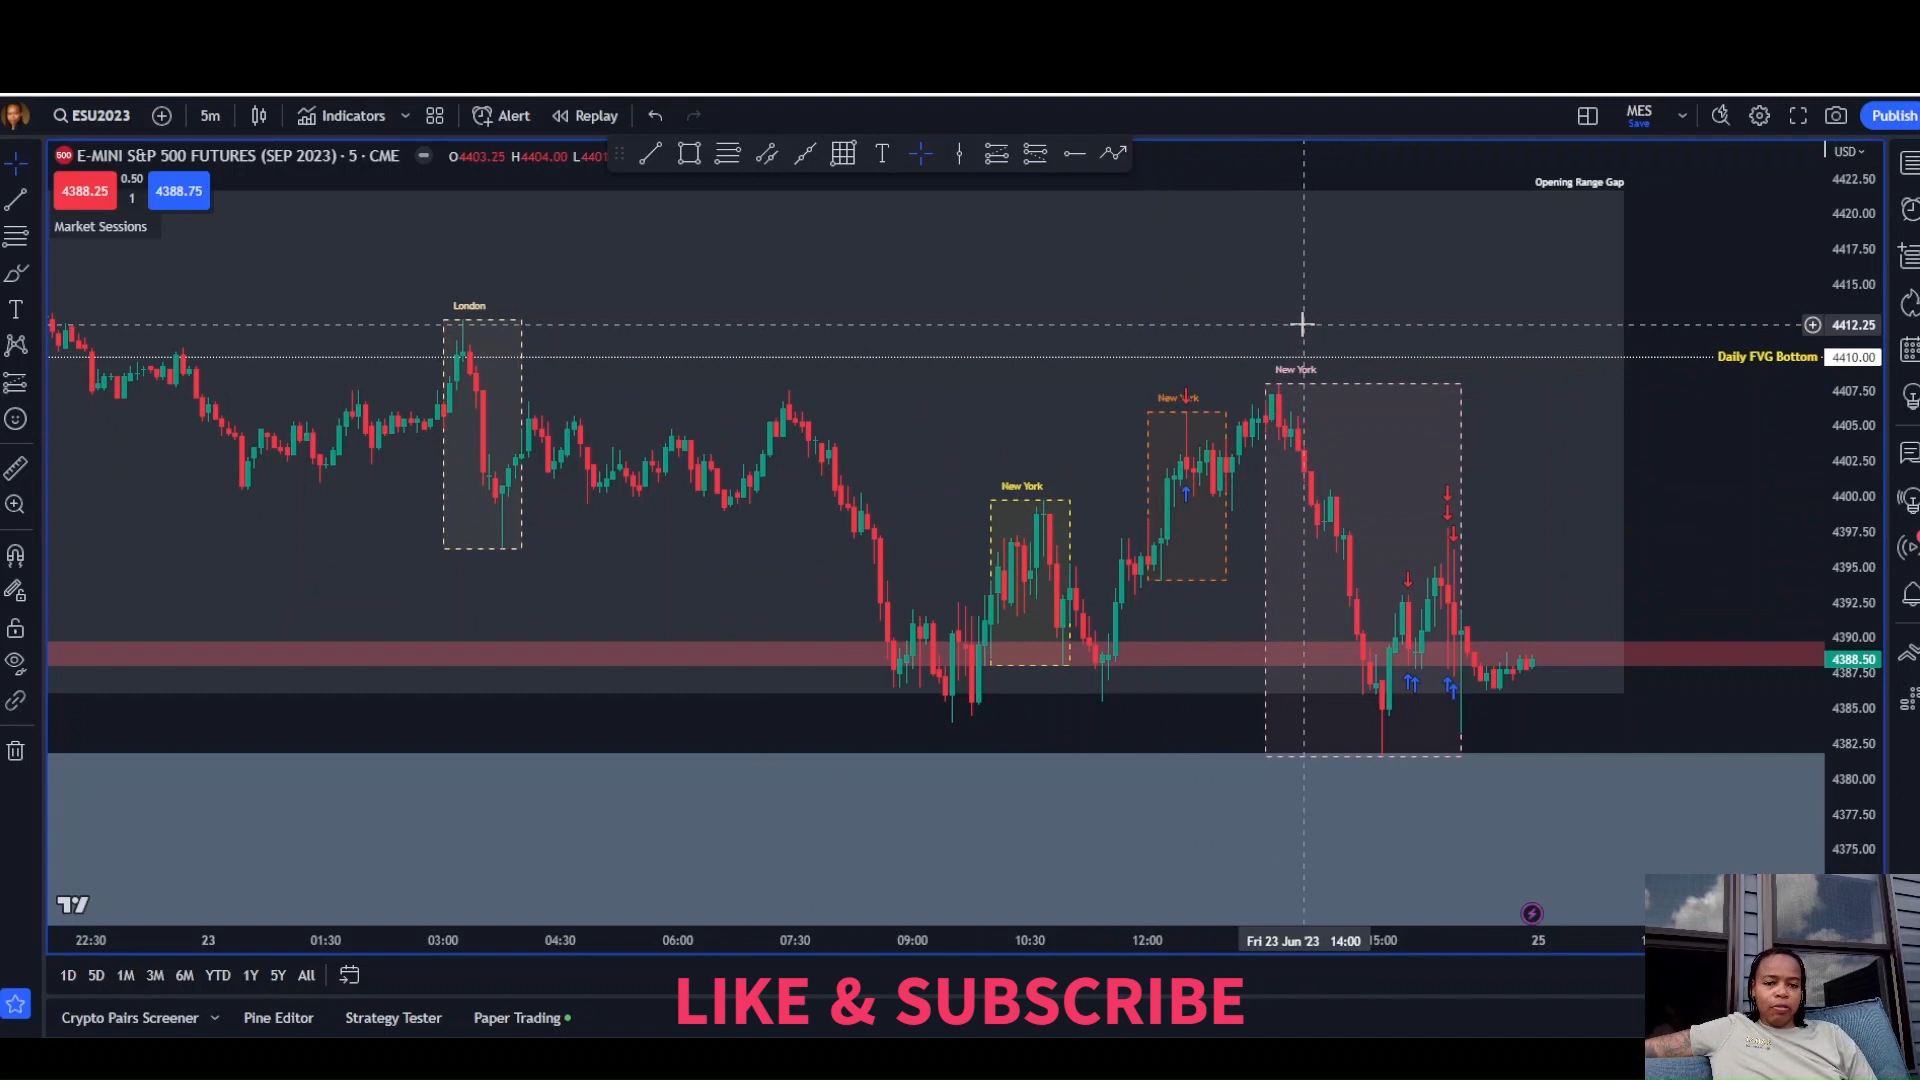 ESU2023
5m
Indicators
Alert
Replay
MES
Save
Publish
500
E-MINI S&P 500 FUTURES (SEP 2023) · 5 · CME
O4403.25 H4404.00 L4401
USD
4388.25
0.50
1
4388.75
Market Sessions
Opening Range Gap
4422.50
4420.00
4417.50
4415.00
London
4412.25
Daily FVG Bottom
4410.00
New York
4407.50
New York
4405.00
4402.50
New York
4400.00
4397.50
4395.00
4392.50
4390.00
4388.50
4387.50
4385.00
4382.50
4380.00
4377.50
4375.00
22:30
23
01:30
03:00
04:30
06:00
07:30
09:00
10:30
12:00
Fri 23 Jun '23 14:00
15:00
25
1D 5D 1M 3M 6M YTD 1Y 5Y All
LIKE & SUBSCRIBE
Crypto Pairs Screener
Pine Editor
Strategy Tester
Paper Trading